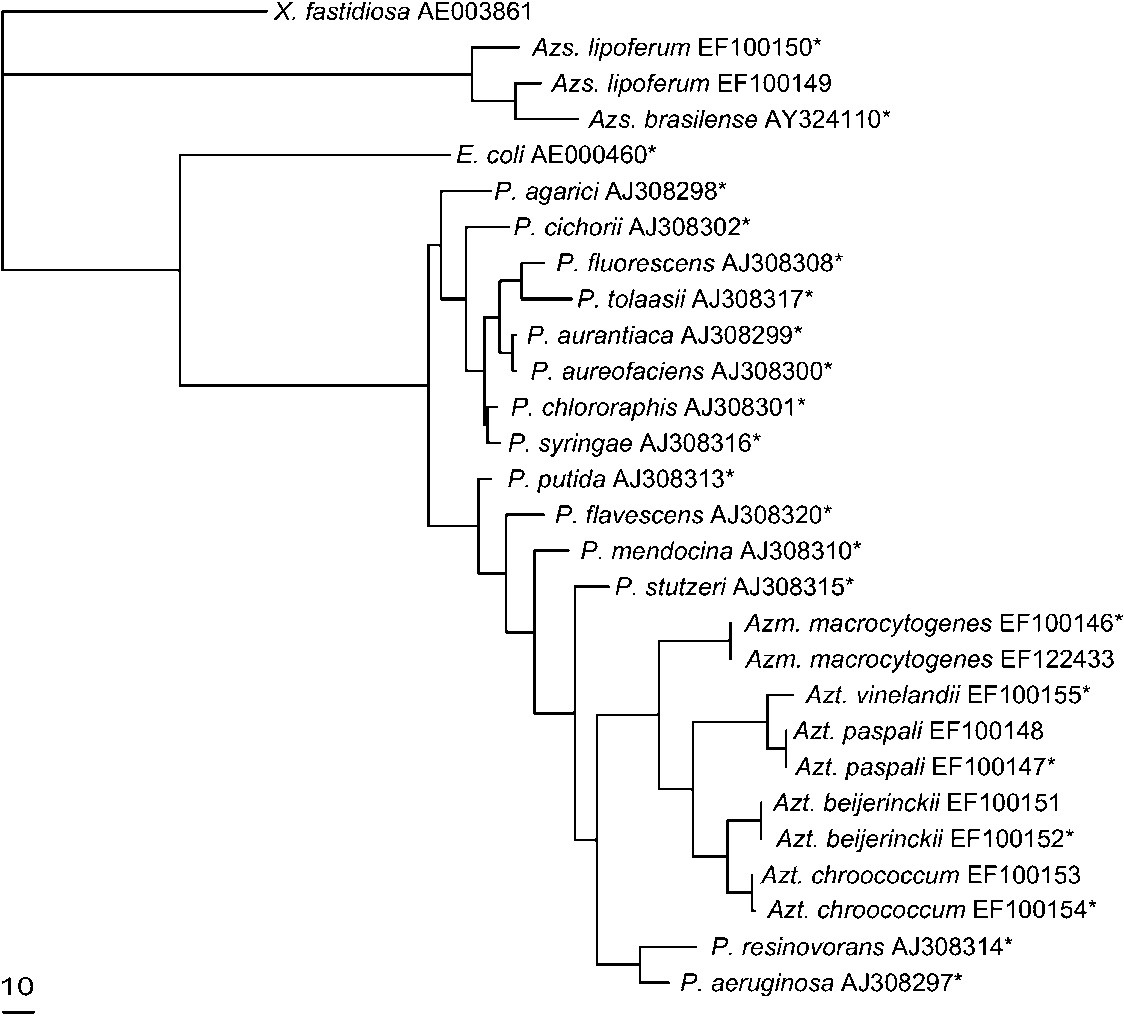 X. fastidiosa AE003861
Azs. lipoferum EF100150*
Azs. lipoferum EF100149
Azs. brasilense AY324110*
E. coli AE000460*
P. agarici AJ308298*
P. cichorii AJ308302*
P. fluorescens AJ308308*
P. tolaasii AJ308317*
P. aurantiaca AJ308299*
P. aureofaciens AJ308300*
P. chlororaphis AJ308301*
P. syringae AJ308316*
P. putida AJ308313*
P. flavescens AJ308320*
P. mendocina AJ308310*
P. stutzeri AJ308315*
Azm. macrocytogenes EF100146*
Azm. macrocytogenes EF122433
Azt. vinelandii EF100155*
Azt. paspali EF100148
Azt. paspali EF100147*
Azt. beijerinckii EF100151
Azt. beijerinckii EF100152*
Azt. chroococcum EF100153
Azt. chroococcum EF100154*
P. resinovorans AJ308314*
P. aeruginosa AJ308297*
10